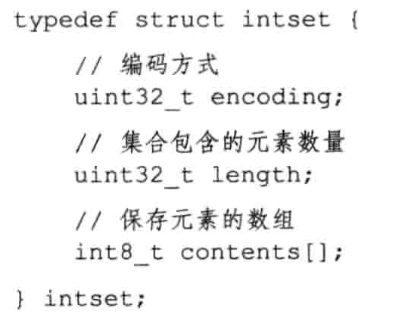 typedef struct intset {
// 编码方式
uint32_t encoding;
// 集合包含的元素数量
uint32_t length;
// 保存元素的数组
int8_t contents[];
} intset;